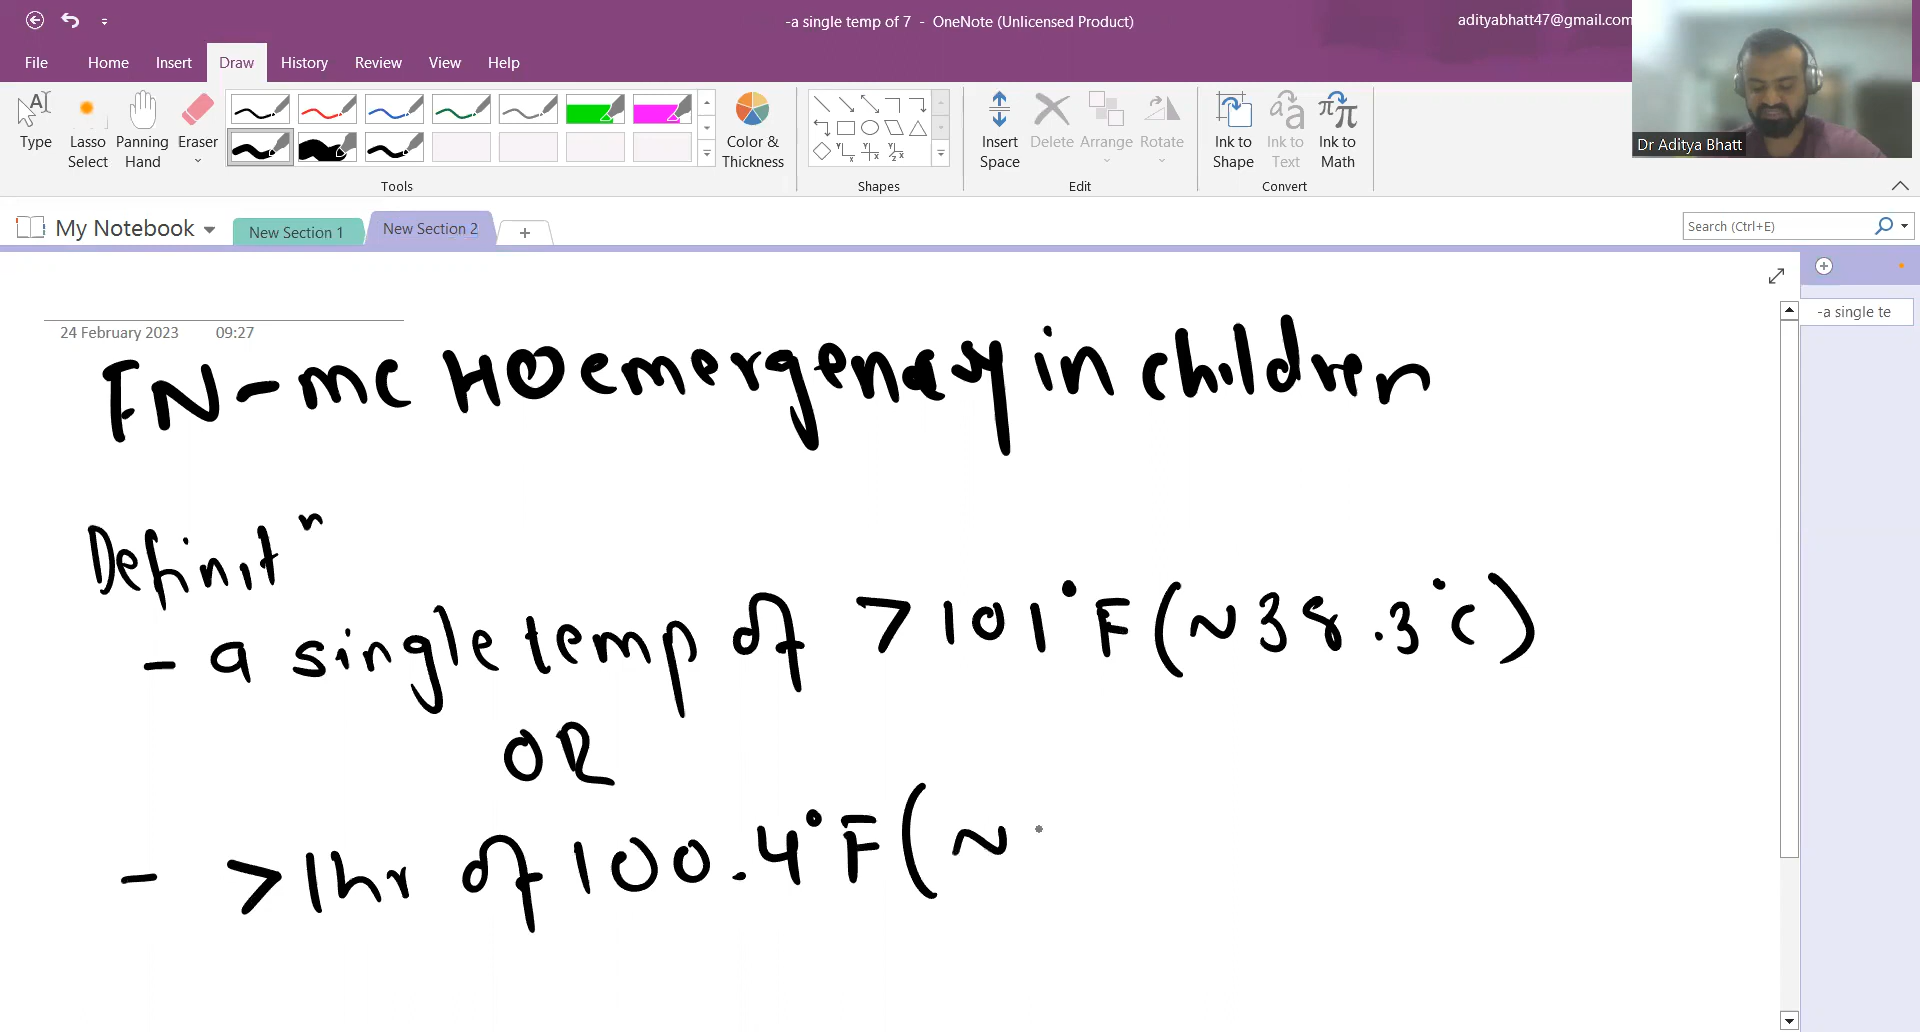 -a single temp of 7 - OneNote (Unlicensed Product)
adityabhatt47@gmail.com
File Home Insert Draw History Review View Help
Type
Lasso Select
Panning Hand
Eraser
Color & Thickness
Insert Space
Delete
Arrange
Rotate
Ink to Shape
Ink to Text
Ink to Math
Tools
Shapes
Edit
Convert
Dr Aditya Bhatt
My Notebook
New Section 1
New Section 2
Search (Ctrl+E)
-a single te
24 February 2023 09:27
FN - mc HO emergency in children
Definitⁿ
- a single temp of >101°F (~38.3°C)
OR
- >1hr of 100.4°F (~